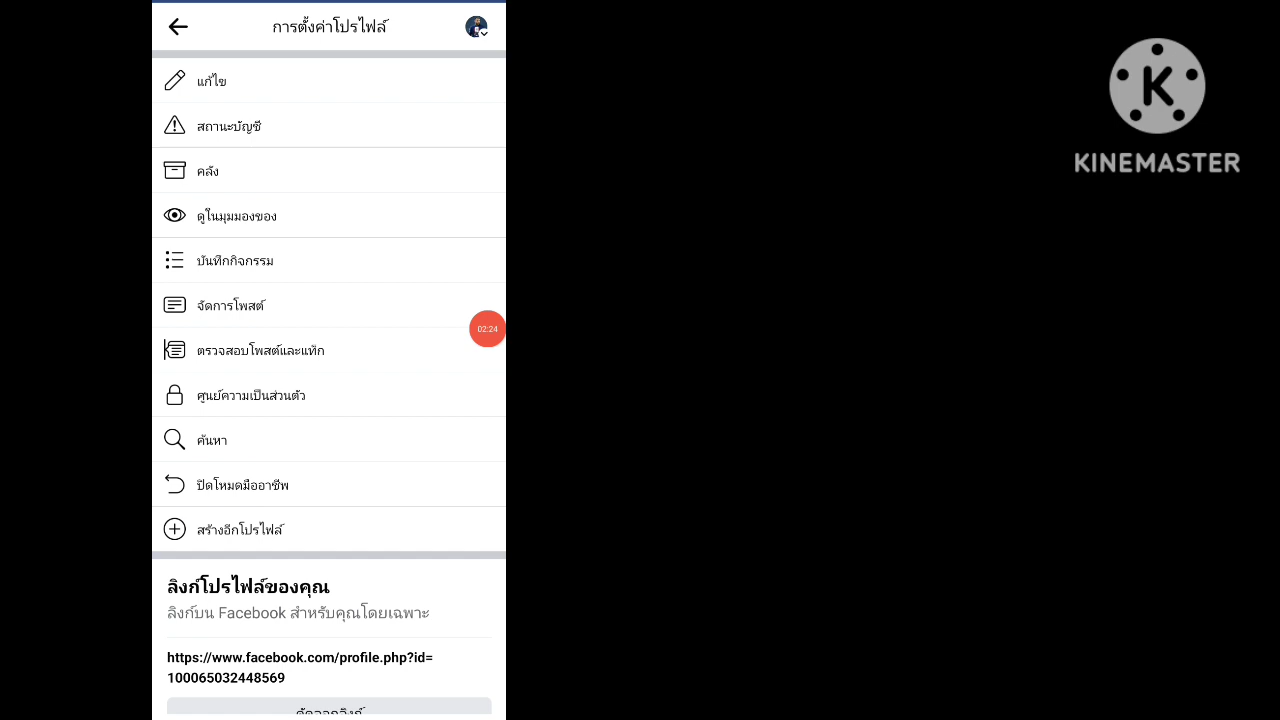 การตั้งค่าโปรไฟล์
แก้ไข
สถานะบัญชี
คลัง
ดูในมุมมองของ
บันทึกกิจกรรม
จัดการโพสต์
02:24
ตรวจสอบโพสต์และแท็ก
ศูนย์ความเป็นส่วนตัว
ค้นหา
ปิดโหมดมืออาชีพ
สร้างอีกโปรไฟล์
ลิงก์โปรไฟล์ของคุณ
ลิงก์บน Facebook สำหรับคุณโดยเฉพาะ
https://www.facebook.com/profile.php?id=
100065032448569
คัดลอกลิงก์
K
KINEMASTER